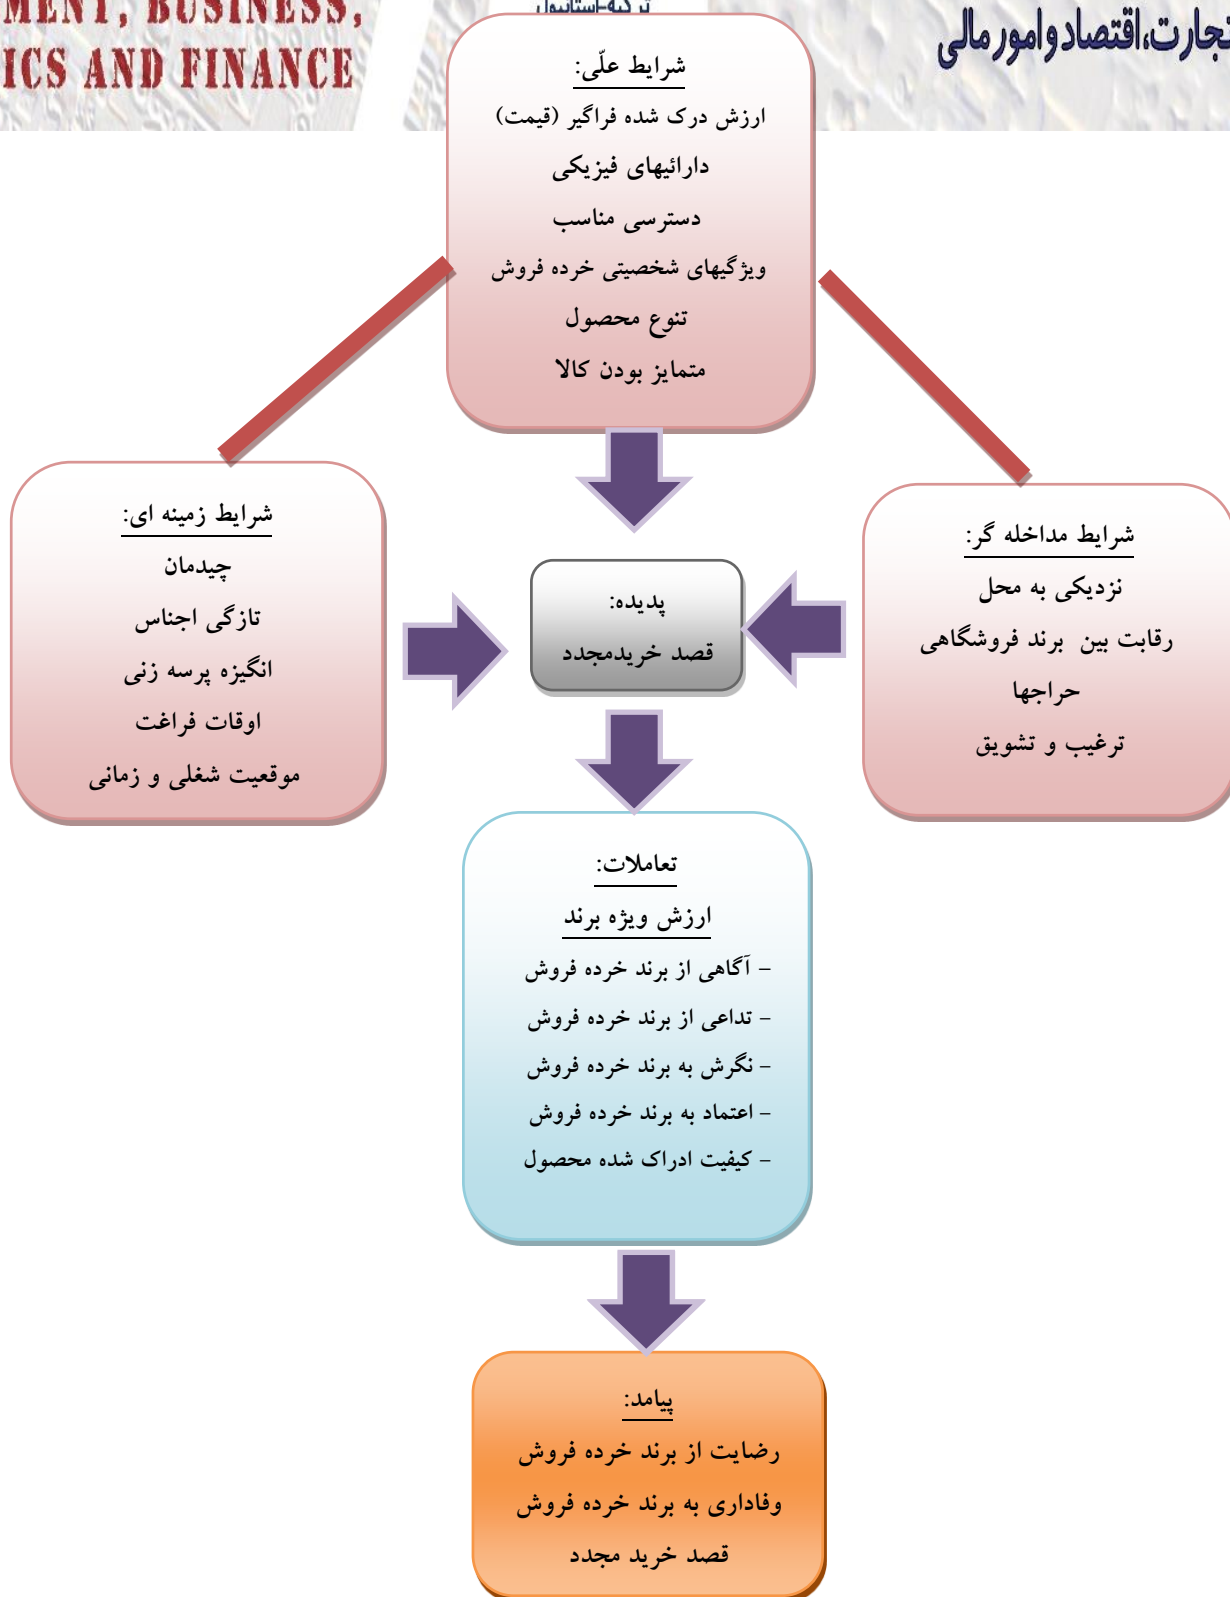 MENT, BUSINESS,
ICS AND FINANCE
ترکیه-استانبول
تجارت،اقتصاد و امور مالی
شرایط علّی:
ارزش درک شده فراگیر (قیمت)
دارائیهای فیزیکی
دسترسی مناسب
ویژگیهای شخصیتی خرده فروش
تنوع محصول
متمایز بودن کالا
شرایط مداخله گر:
نزدیکی به محل
رقابت بین برند فروشگاهی
حراجها
ترغیب و تشویق
پدیده:
قصد خریدمجدد
شرایط زمینه ای:
چیدمان
تازگی اجناس
انگیزه پرسه زنی
اوقات فراغت
موقعیت شغلی و زمانی
تعاملات:
ارزش ویژه برند
- آگاهی از برند خرده فروش
- تداعی از برند خرده فروش
- نگرش به برند خرده فروش
- اعتماد به برند خرده فروش
- کیفیت ادراک شده محصول
پیامد:
رضایت از برند خرده فروش
وفاداری به برند خرده فروش
قصد خرید مجدد